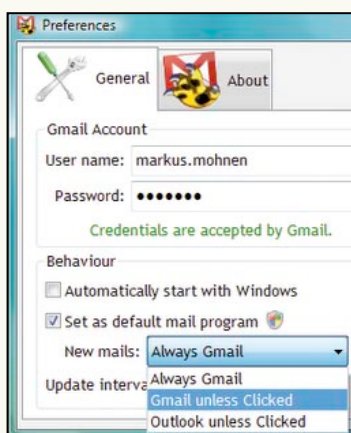 Preferences
General
About
Gmail Account
User name: markus.mohnen
Password: •••••••
Credentials are accepted by Gmail.
Behaviour
Automatically start with Windows
Set as default mail program
New mails: Always Gmail
Always Gmail
Update interva
Gmail unless Clicked
Outlook unless Clicked